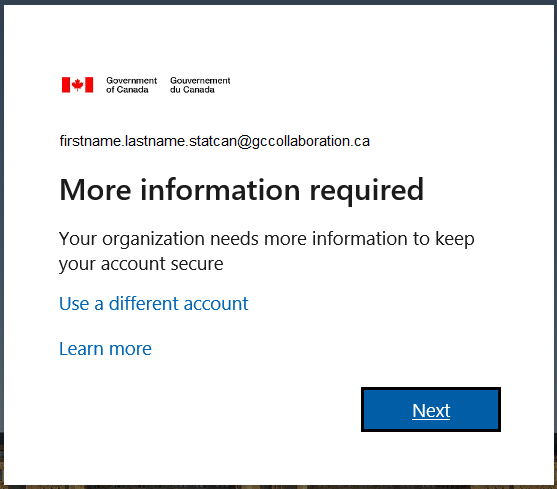 Government Gouvernement
of Canada du Canada
firstname.lastname.statcan@gccollaboration.ca
More information required
Your organization needs more information to keep
your account secure
Use a different account
Learn more
Next